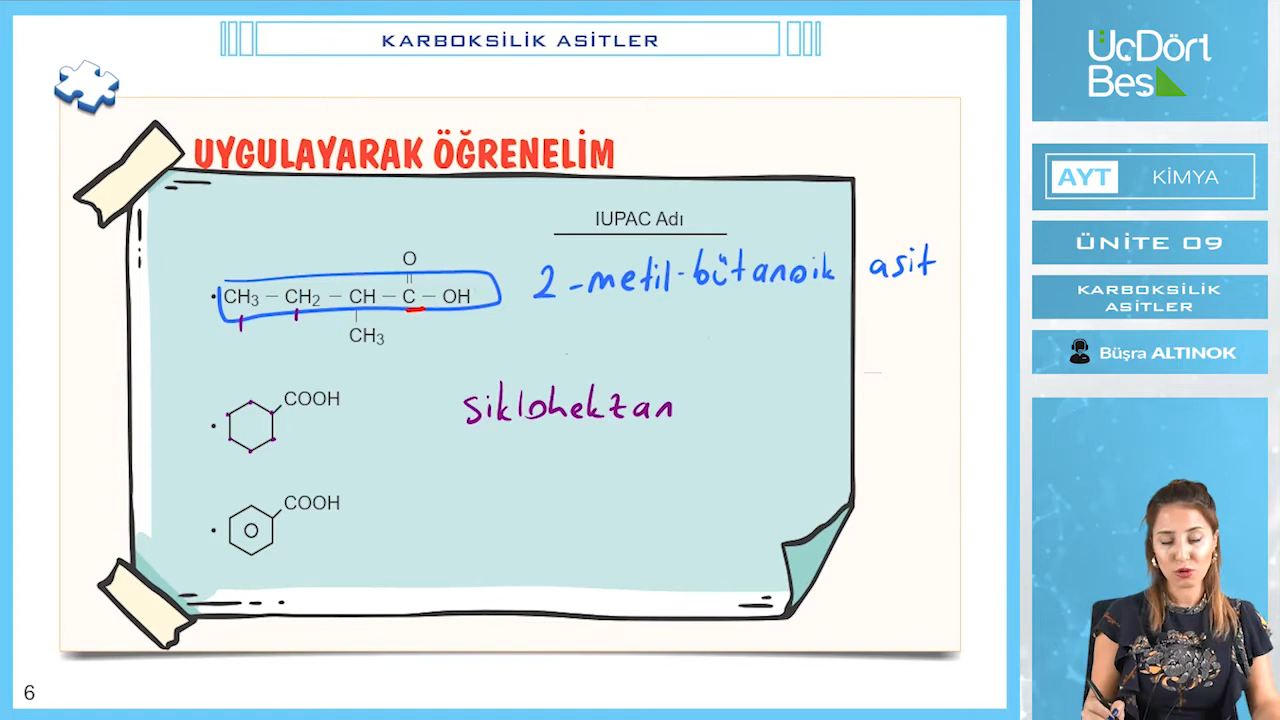 KARBOKSİLİK ASİTLER
ÜçDört
Beş
UYGULAYARAK ÖĞRENELİM
AYT KİMYA
IUPAC Adı
ÜNİTE 09
O
2-metil-bütanoik asit
CH3 – CH2 – CH – C – OH
CH3
KARBOKSİLİK
ASİTLER
Büşra ALTINOK
COOH
siklohekzan
COOH
6